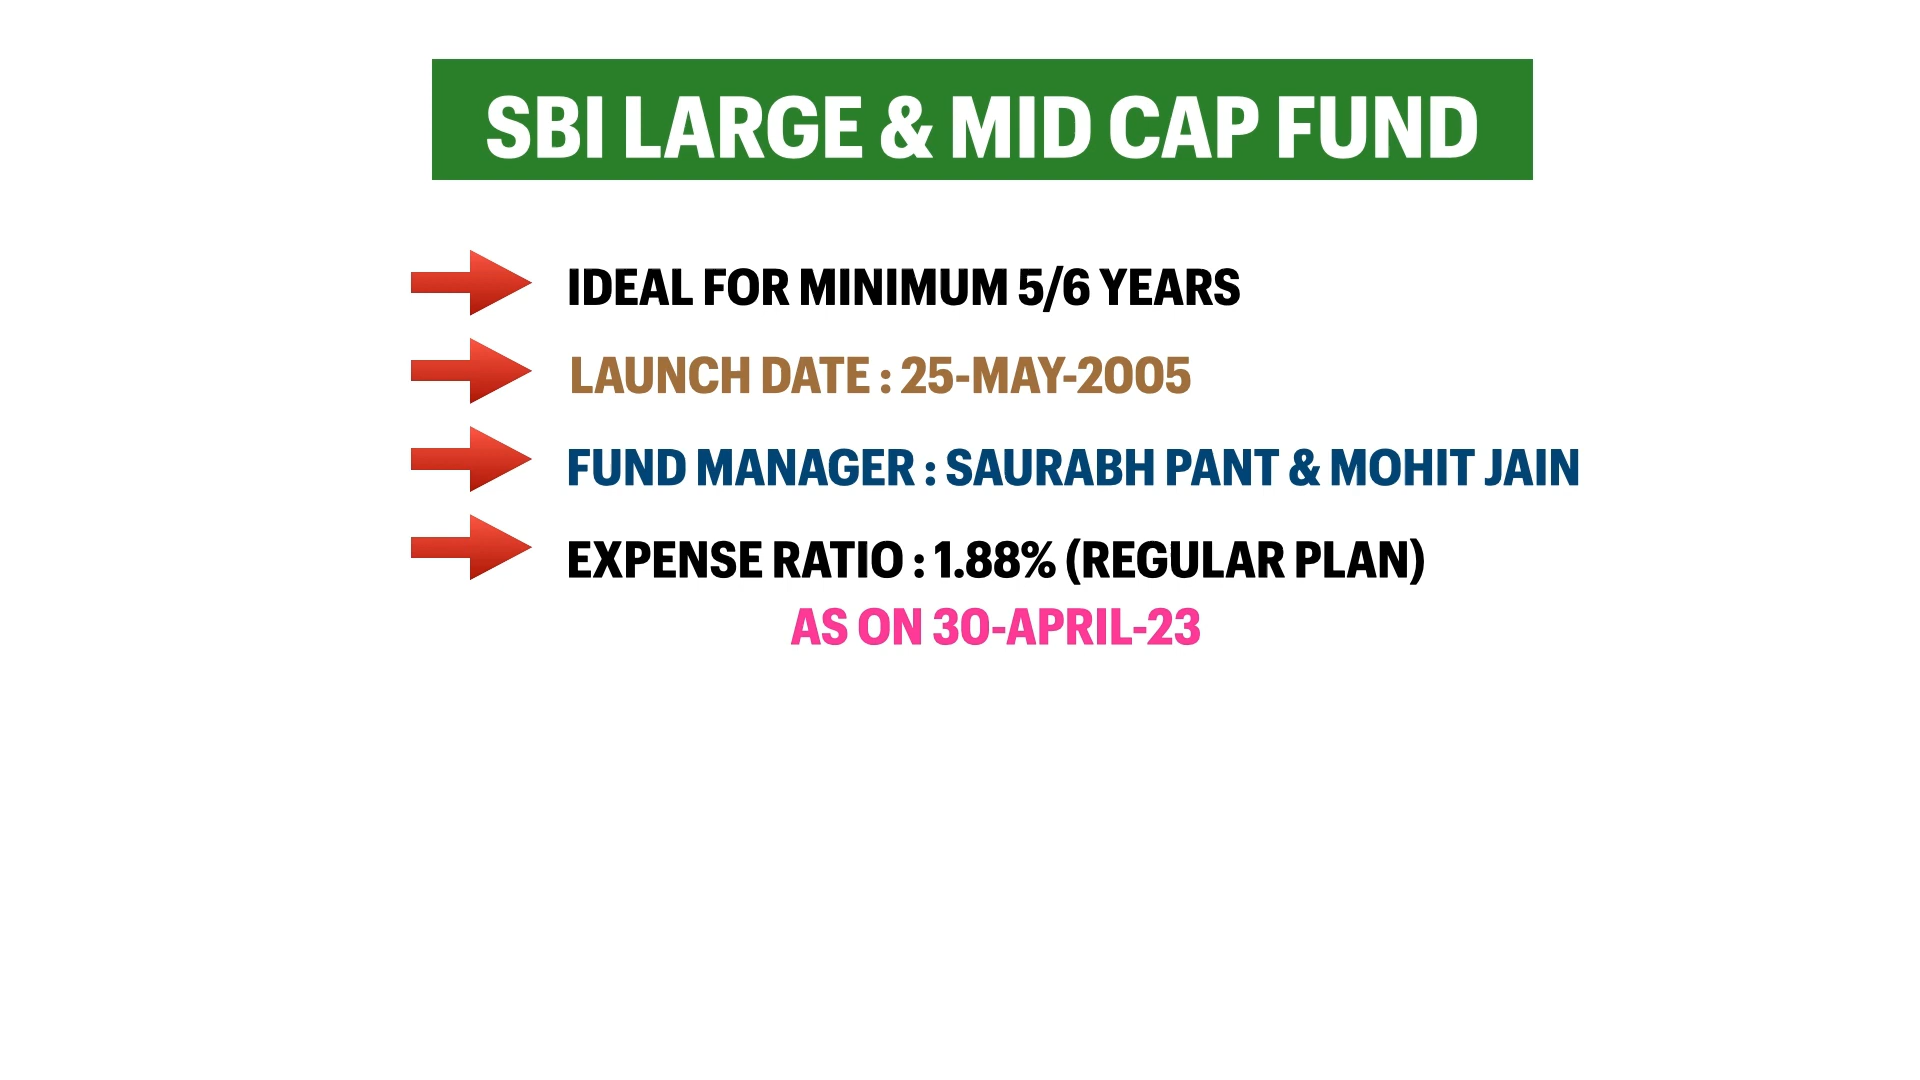 SBI LARGE & MID CAP FUND
IDEAL FOR MINIMUM 5/6 YEARS
LAUNCH DATE : 25-MAY-2005
FUND MANAGER : SAURABH PANT & MOHIT JAIN
EXPENSE RATIO : 1.88% (REGULAR PLAN)
AS ON 30-APRIL-23